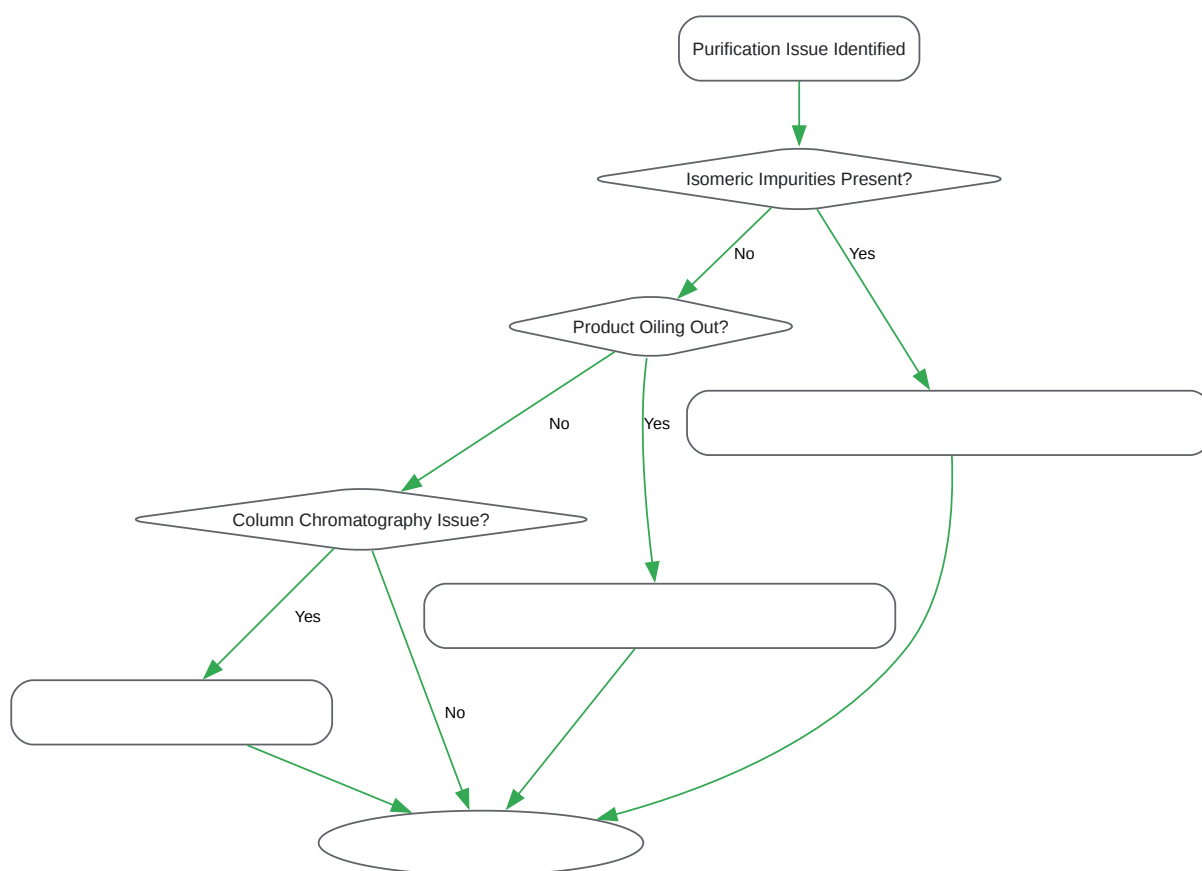 Purification Issue Identified
Isomeric Impurities Present?
No
Yes
Product Oiling Out?
No
Yes
Column Chromatography Issue?
Yes
No